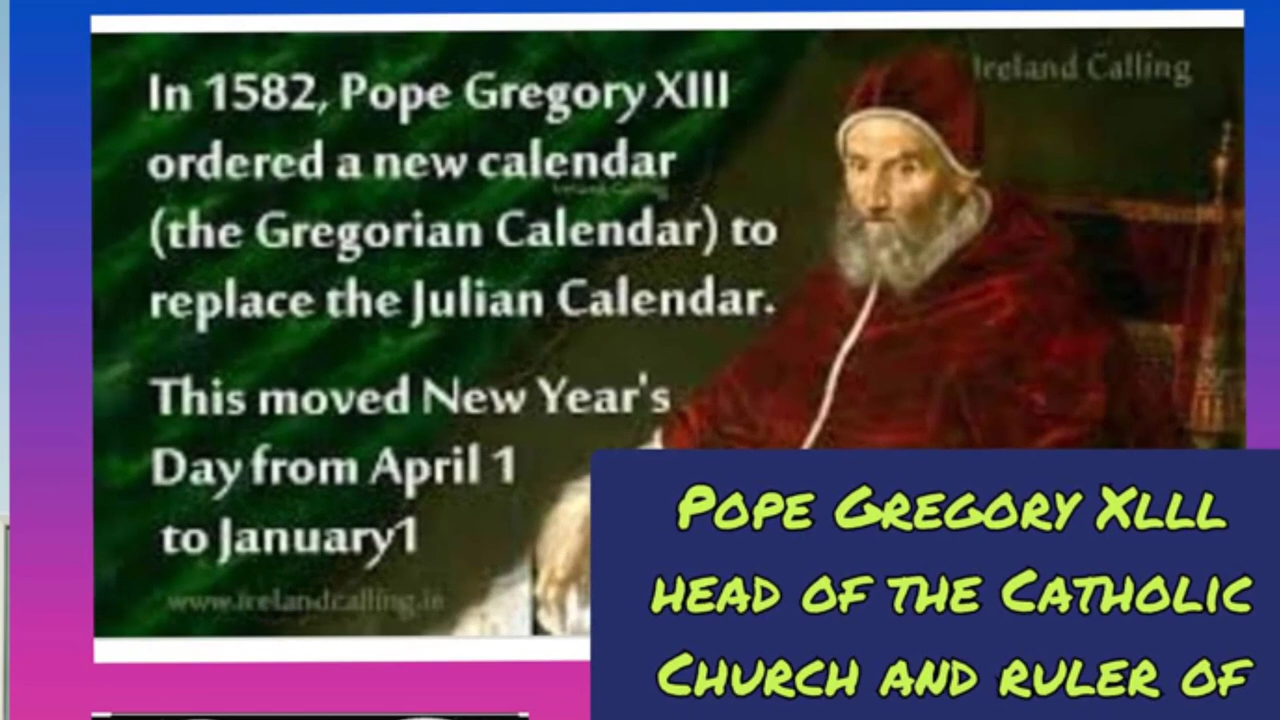 Ireland Calling
In 1582, Pope Gregory XIII
ordered a new calendar
Ireland Calling
(the Gregorian Calendar) to
replace the Julian Calendar.
This moved New Year's
Day from April 1
to January1
www.irelandcalling.ie
Pope Gregory Xlll
head of the Catholic
Church and ruler of